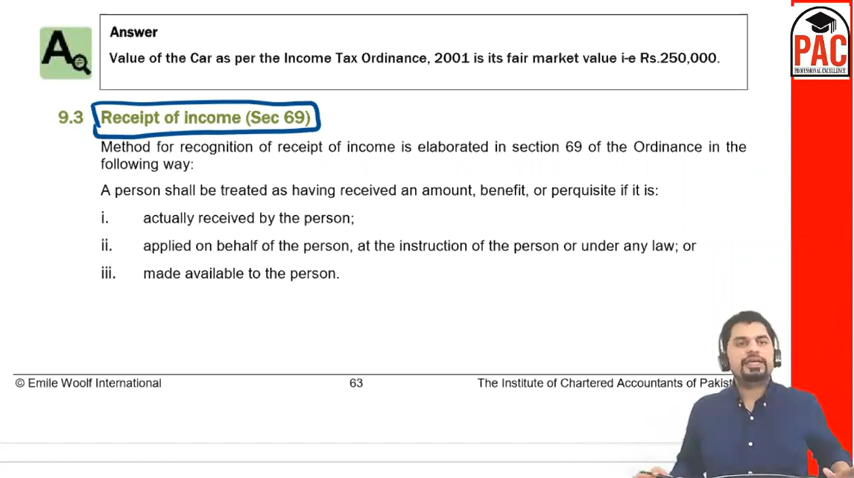 Answer
Value of the Car as per the Income Tax Ordinance, 2001 is its fair market value i-e Rs.250,000.
PAC
PROFESSIONAL EXCELLENCE
9.3 Receipt of income (Sec 69)
Method for recognition of receipt of income is elaborated in section 69 of the Ordinance in the
following way:
A person shall be treated as having received an amount, benefit, or perquisite if it is:
i. actually received by the person;
ii. applied on behalf of the person, at the instruction of the person or under any law; or
iii. made available to the person.
© Emile Woolf International 63 The Institute of Chartered Accountants of Pakist